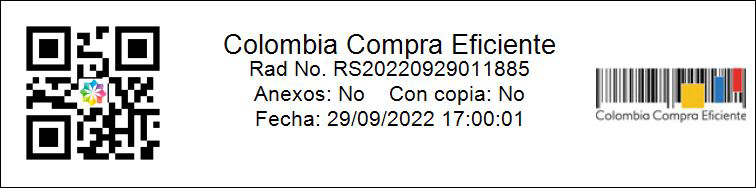 Colombia Compra Eficiente
Rad No. RS20220929011885
Anexos: No    Con copia: No
Fecha: 29/09/2022 17:00:01
Colombia Compra Eficiente